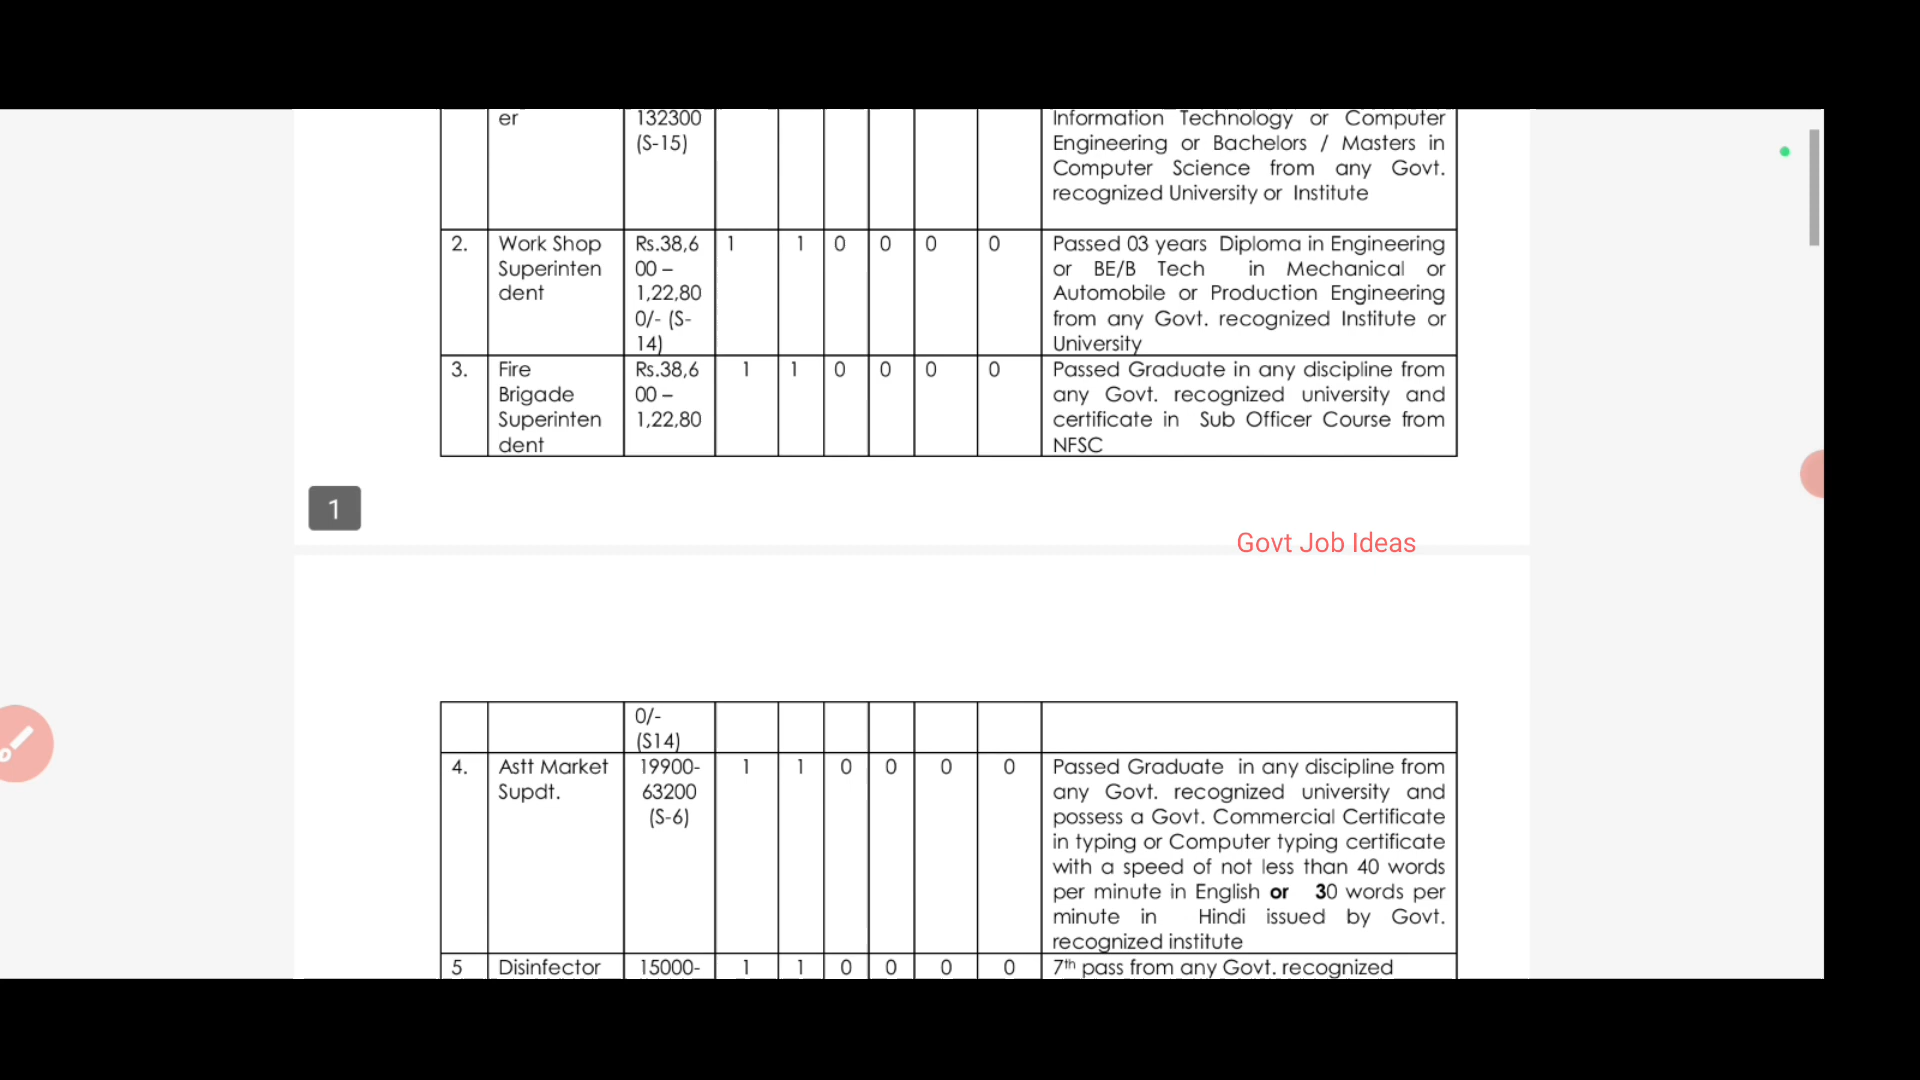 er
132300
(S-15)
Information Technology or Computer
Engineering or Bachelors / Masters in
Computer Science from any Govt.
recognized University or Institute
2.
Work Shop
Superinten
dent
Rs.38,6
00 –
1,22,80
0/- (S-
14)
1 1 0 0 0 0
Passed 03 years Diploma in Engineering
or BE/B Tech in Mechanical or
Automobile or Production Engineering
from any Govt. recognized Institute or
University
3.
Fire
Brigade
Superinten
dent
Rs.38,6
00 –
1,22,80
1 1 0 0 0 0
Passed Graduate in any discipline from
any Govt. recognized university and
certificate in Sub Officer Course from
NFSC
1
Govt Job Ideas
0/-
(S14)
4.
Astt Market
Supdt.
19900-
63200
(S-6)
1 1 0 0 0 0
Passed Graduate in any discipline from
any Govt. recognized university and
possess a Govt. Commercial Certificate
in typing or Computer typing certificate
with a speed of not less than 40 words
per minute in English or 30 words per
minute in Hindi issued by Govt.
recognized institute
5
Disinfector
15000-
1 1 0 0 0 0
7th pass from any Govt. recognized